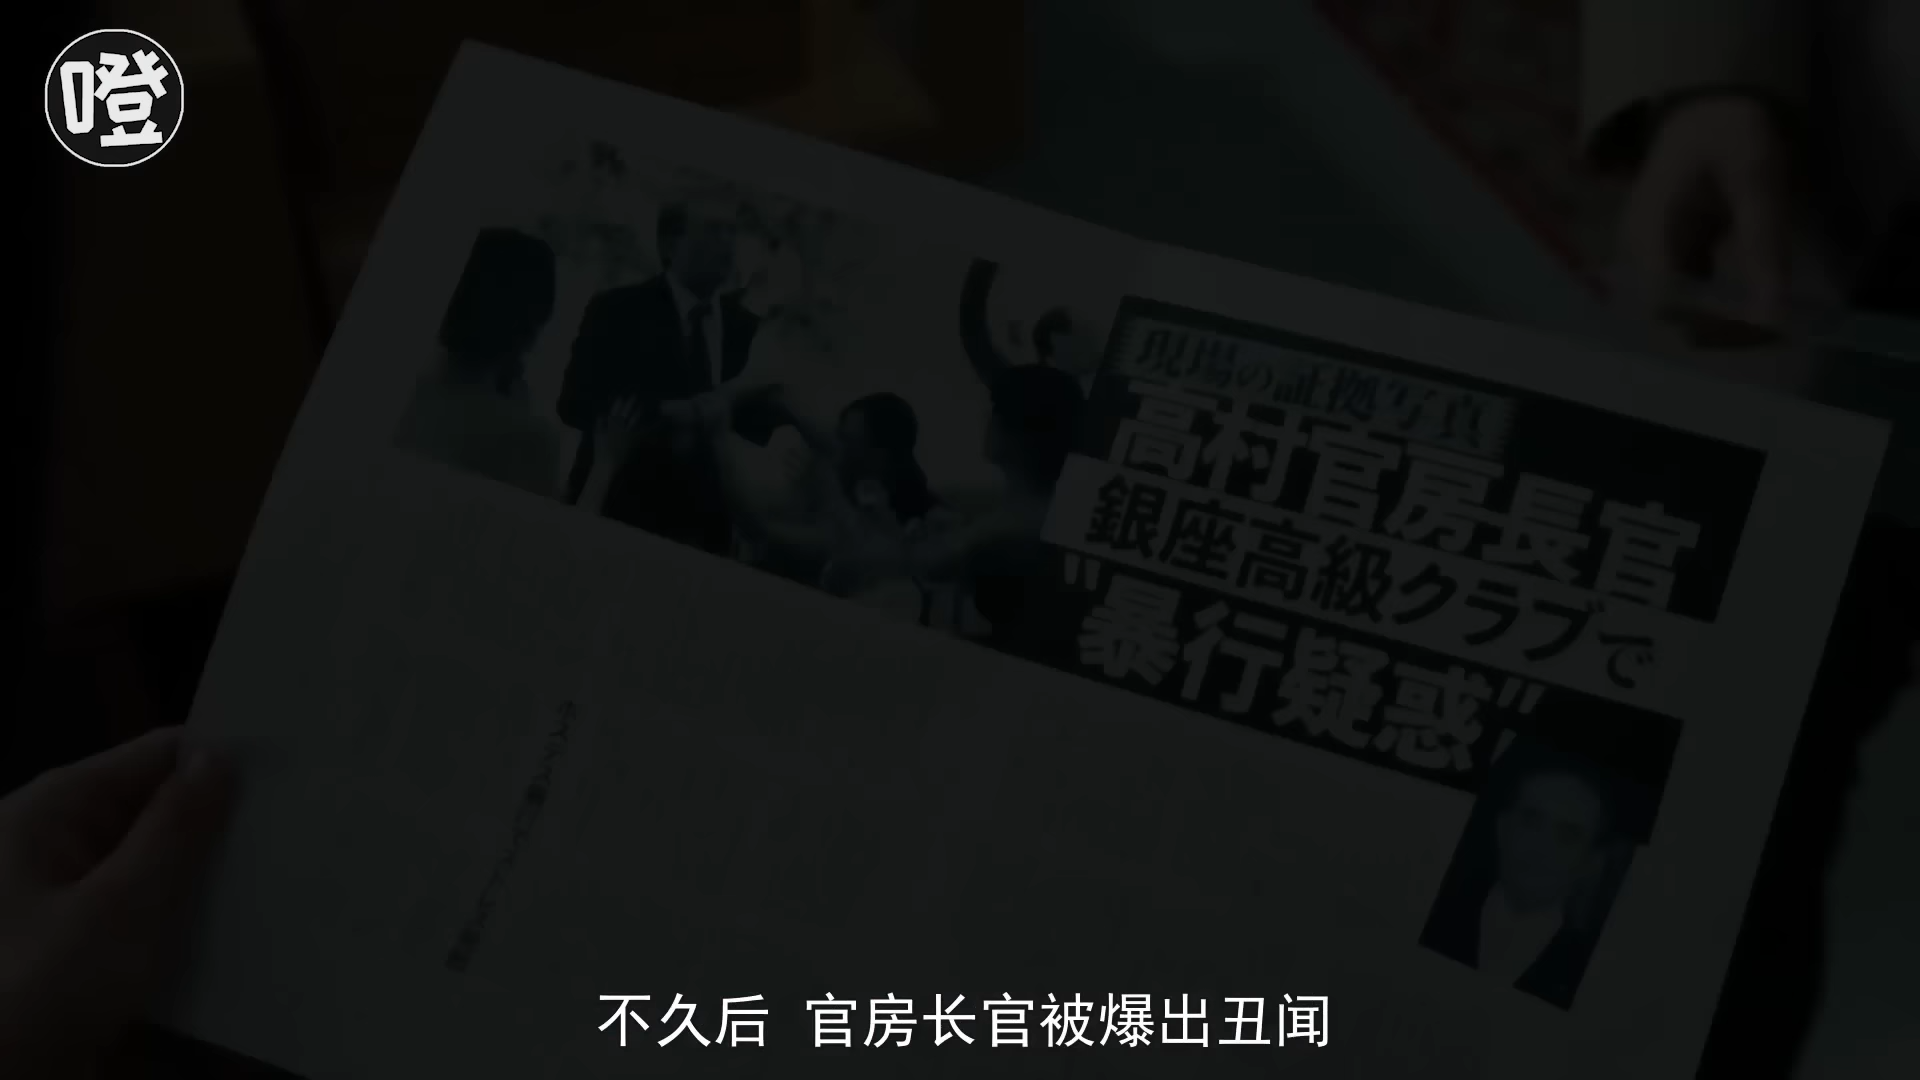 噔
現場の証拠写真
高村官房長官
銀座高級クラブで
"暴行疑惑"!
不久后 官房长官被爆出丑闻